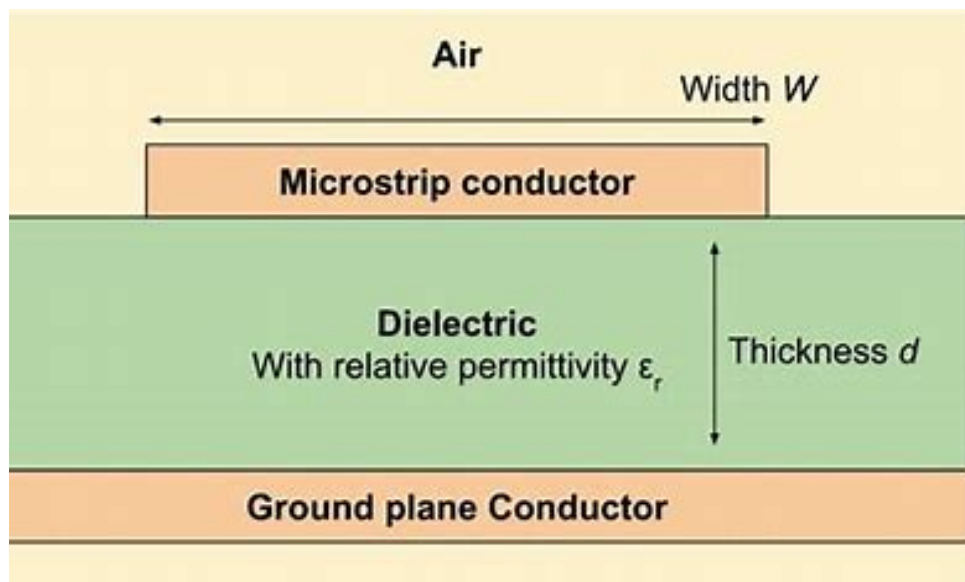 Air
Width W
Microstrip conductor
Dielectric
With relative permittivity εᵣ
Thickness d
Ground plane Conductor